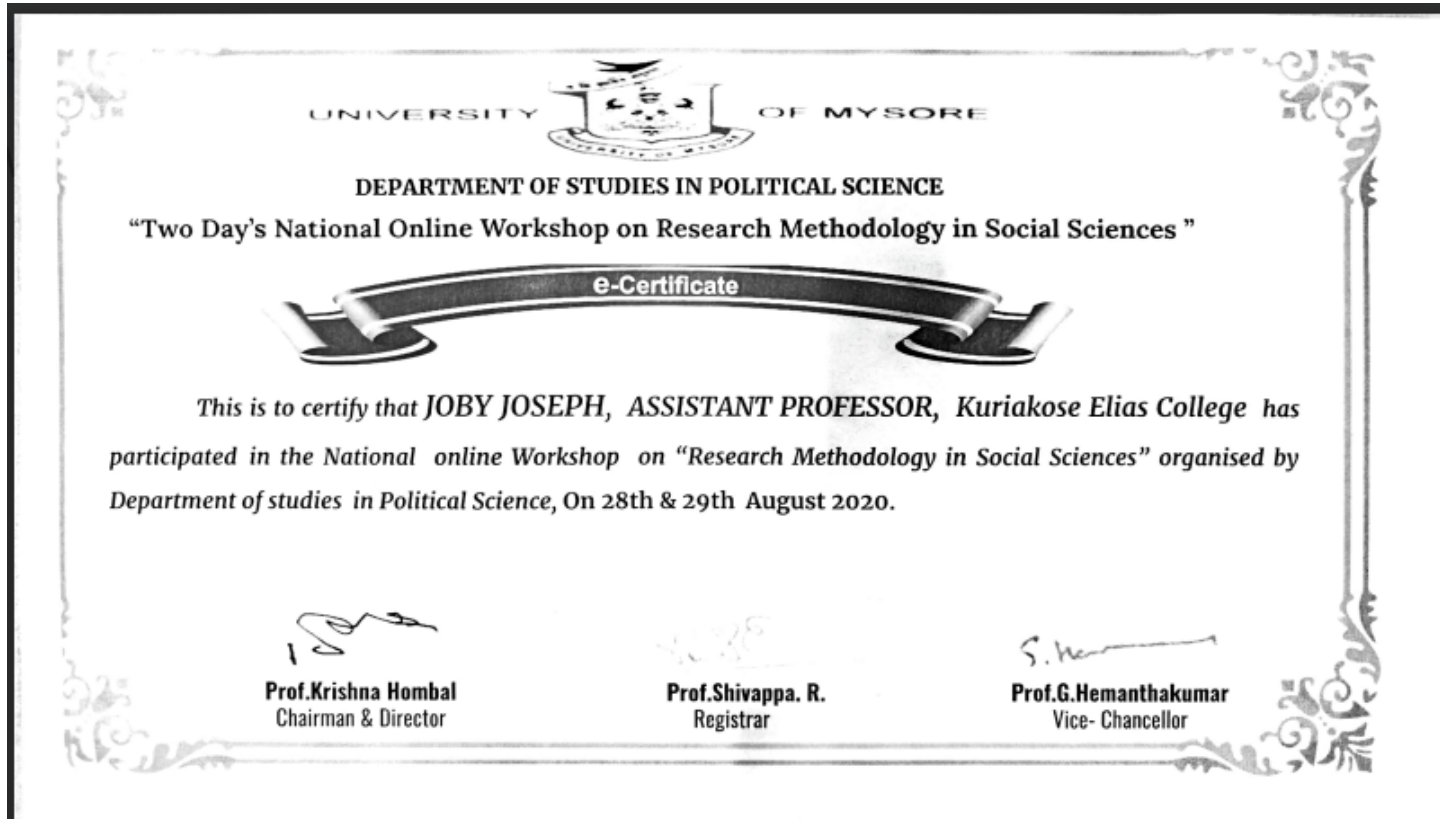 UNIVERSITY OF MYSORE
UNIVERSITY OF MYSORE
DEPARTMENT OF STUDIES IN POLITICAL SCIENCE
“Two Day’s National Online Workshop on Research Methodology in Social Sciences ”
e-Certificate
This is to certify that JOBY JOSEPH, ASSISTANT PROFESSOR, Kuriakose Elias College has
participated in the National online Workshop on “Research Methodology in Social Sciences” organised by
Department of studies in Political Science, On 28th & 29th August 2020.
Prof.Krishna Hombal Prof.Shivappa. R. Prof.G.Hemanthakumar
Chairman & Director Registrar Vice- Chancellor